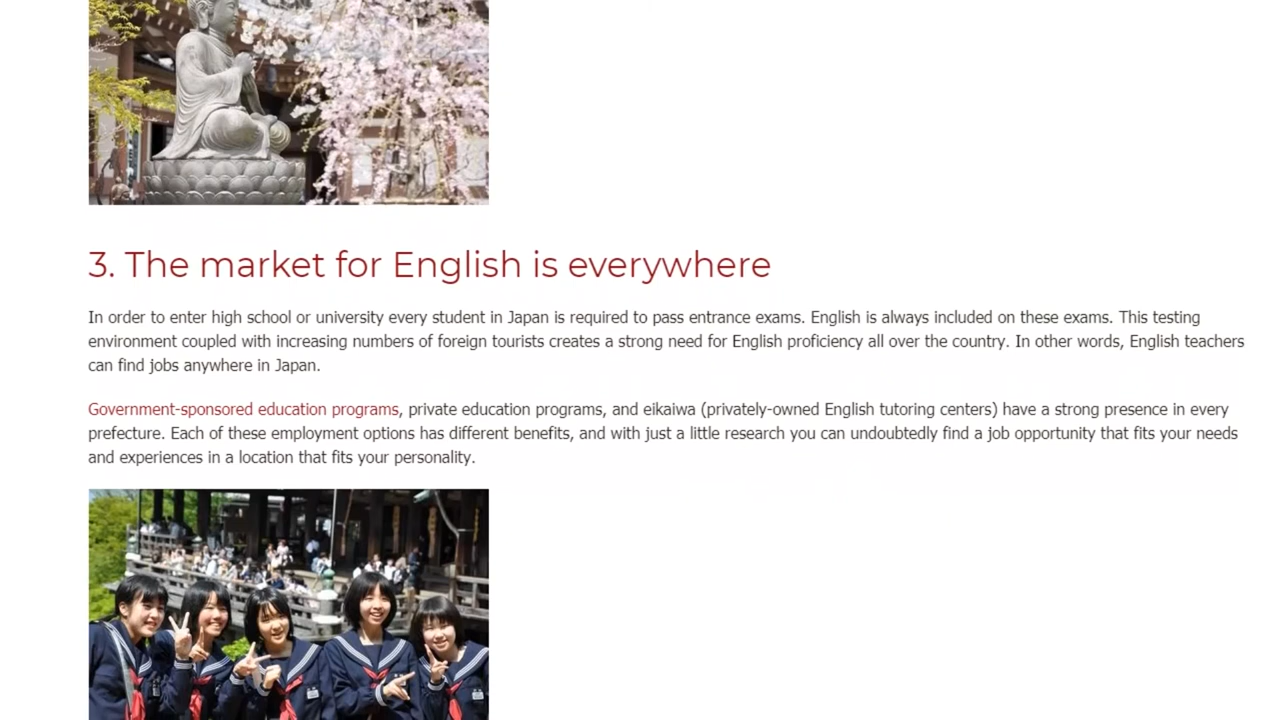 3. The market for English is everywhere
In order to enter high school or university every student in Japan is required to pass entrance exams. English is always included on these exams. This testing
environment coupled with increasing numbers of foreign tourists creates a strong need for English proficiency all over the country. In other words, English teachers
can find jobs anywhere in Japan.
Government-sponsored education programs, private education programs, and eikaiwa (privately-owned English tutoring centers) have a strong presence in every
prefecture. Each of these employment options has different benefits, and with just a little research you can undoubtedly find a job opportunity that fits your needs
and experiences in a location that fits your personality.